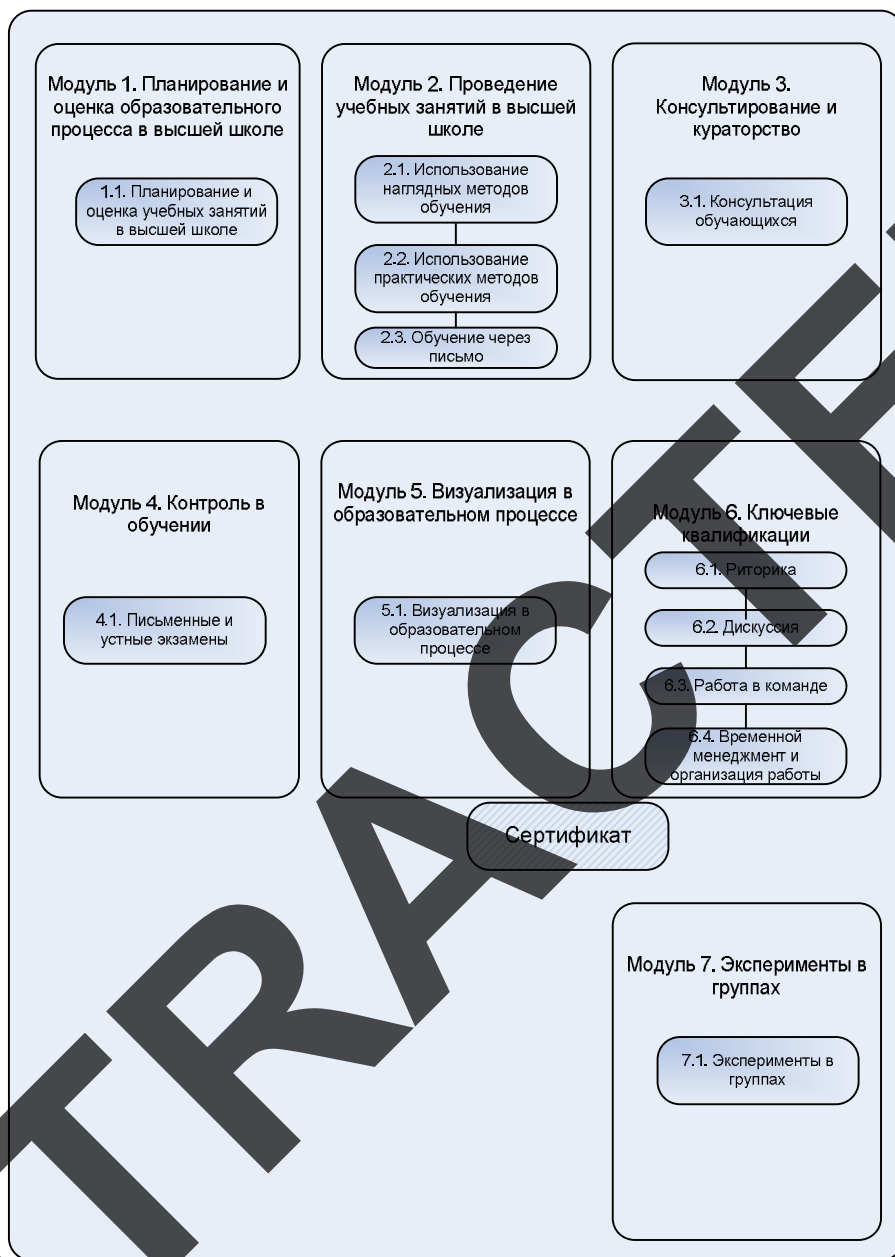 Модуль 1. Планирование и
оценка образовательного
процесса в высшей школе
1.1. Планирование и
оценка учебных занятий
в высшей школе
Модуль 2. Проведение
учебных занятий в высшей
школе
2.1. Использование
наглядных методов
обучения
2.2. Использование
практических методов
обучения
2.3. Обучение через
письмо
Модуль 3.
Консультирование и
кураторство
3.1. Консультация
обучающихся
Модуль 4. Контроль в
обучении
4.1. Письменные и
устные экзамены
Модуль 5. Визуализация в
образовательном процессе
5.1. Визуализация в
образовательном
процессе
Модуль 6. Ключевые
квалификации
6.1. Риторика
6.2. Дискуссия
6.3. Работа в команде
6.4. Временной
менеджмент и
организация работы
Сертификат
Модуль 7. Эксперименты в
группах
7.1. Эксперименты в
группах
TRACTE